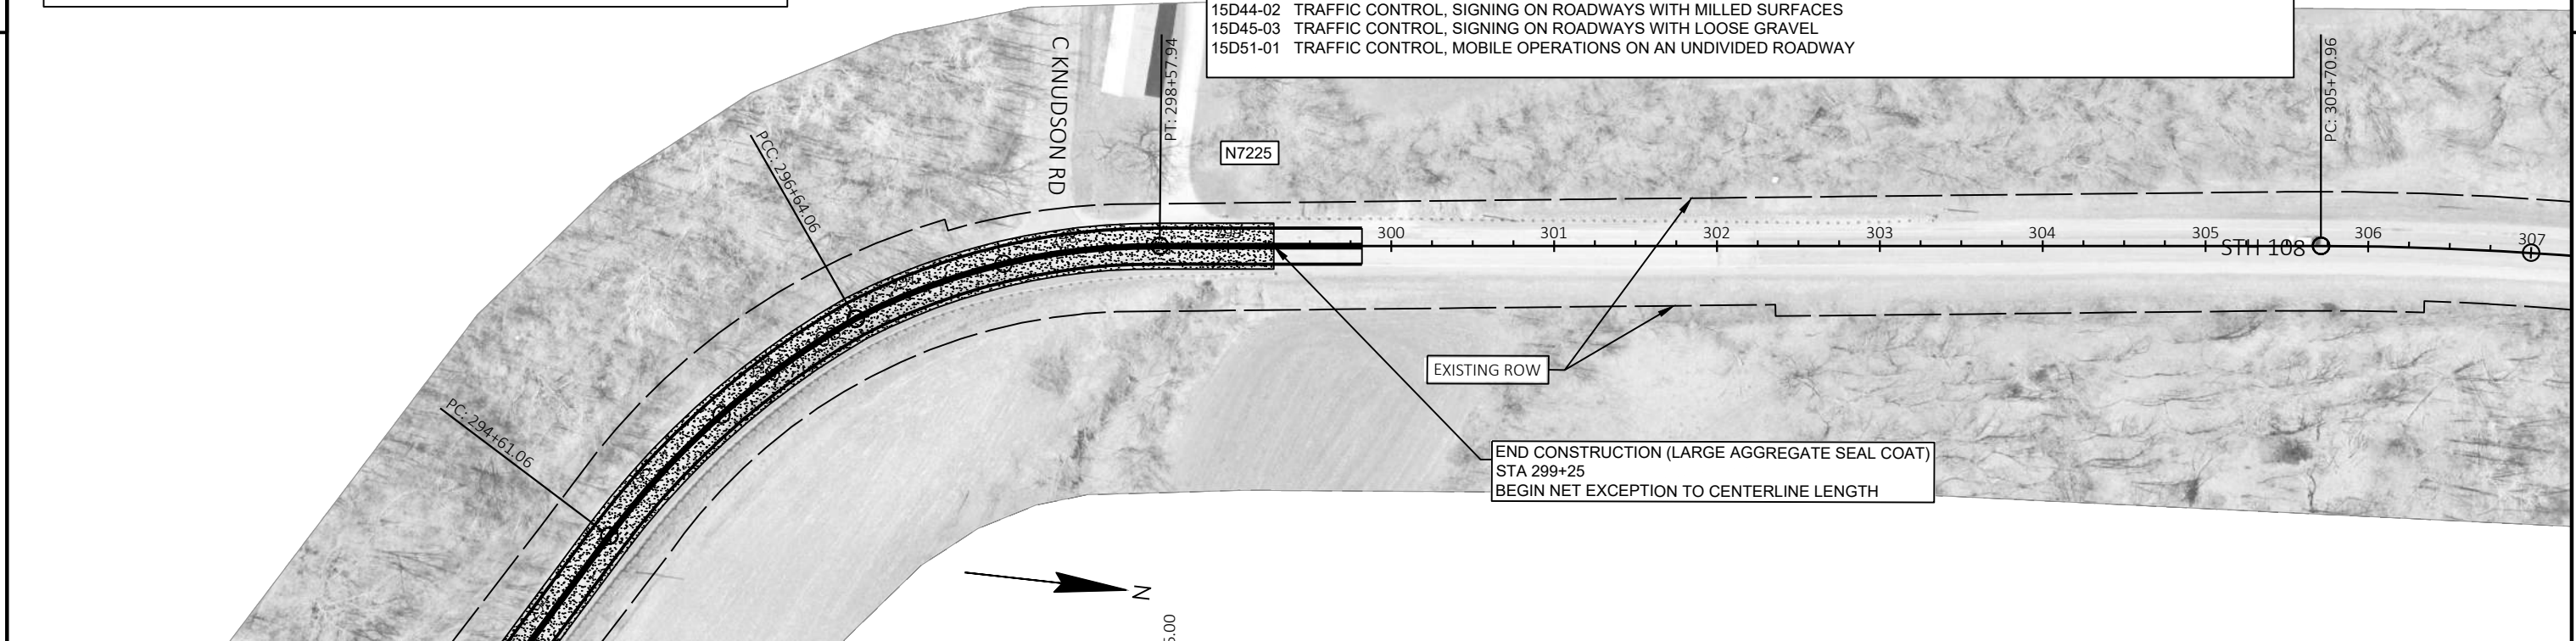 15D44-02 TRAFFIC CONTROL, SIGNING ON ROADWAYS WITH MILLED SURFACES
15D45-03 TRAFFIC CONTROL, SIGNING ON ROADWAYS WITH LOOSE GRAVEL
15D51-01 TRAFFIC CONTROL, MOBILE OPERATIONS ON AN UNDIVIDED ROADWAY
C KNUDSON RD
PT: 298+57.94
PC: 305+70.96
N7225
PCC: 296+64.06
300
301
302
303
304
305
STH 108
306
307
EXISTING ROW
PC: 294+61.06
END CONSTRUCTION (LARGE AGGREGATE SEAL COAT)
STA 299+25
BEGIN NET EXCEPTION TO CENTERLINE LENGTH
N